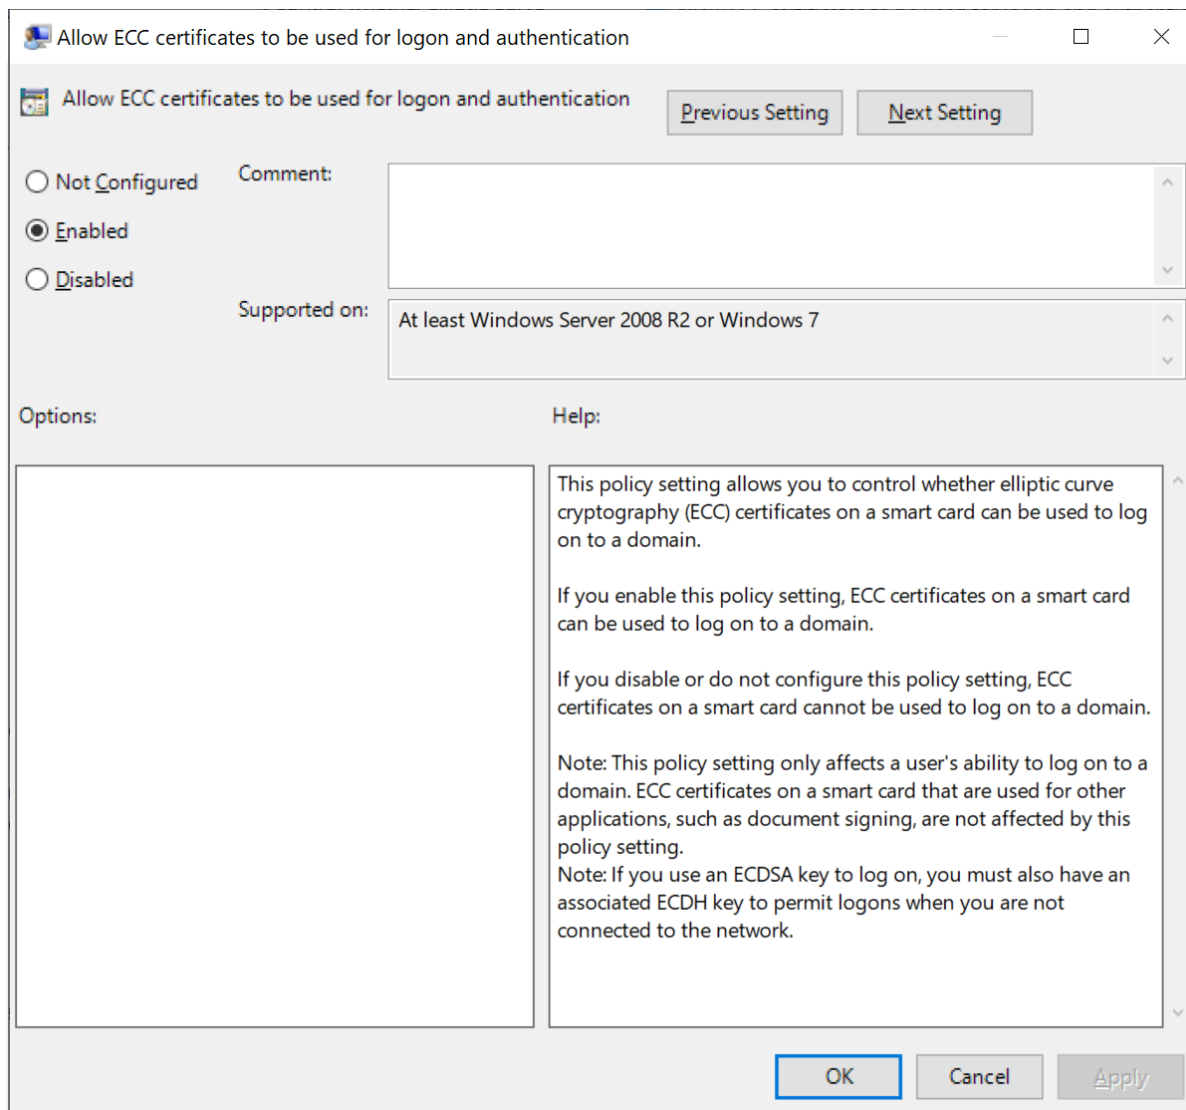 Allow ECC certificates to be used for logon and authentication
Allow ECC certificates to be used for logon and authentication
Previous Setting
Next Setting
Not Configured
Comment:
Enabled
Disabled
Supported on:
At least Windows Server 2008 R2 or Windows 7
Options:
Help:
This policy setting allows you to control whether elliptic curve
cryptography (ECC) certificates on a smart card can be used to log
on to a domain.
If you enable this policy setting, ECC certificates on a smart card
can be used to log on to a domain.
If you disable or do not configure this policy setting, ECC
certificates on a smart card cannot be used to log on to a domain.
Note: This policy setting only affects a user's ability to log on to a
domain. ECC certificates on a smart card that are used for other
applications, such as document signing, are not affected by this
policy setting.
Note: If you use an ECDSA key to log on, you must also have an
associated ECDH key to permit logons when you are not
connected to the network.
OK
Cancel
Apply